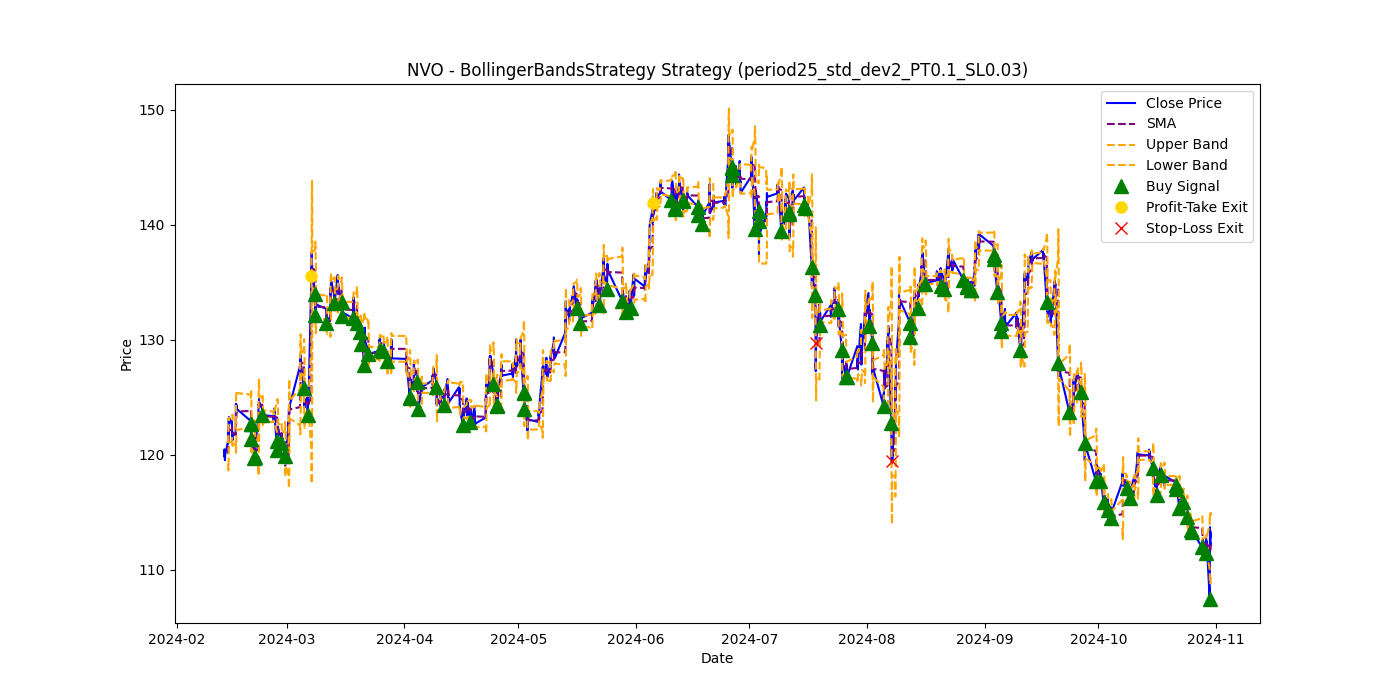 NVO - BollingerBandsStrategy Strategy (period25_std_dev2_PT0.1_SL0.03)
Close Price
SMA
Upper Band
Lower Band
Buy Signal
Profit-Take Exit
Stop-Loss Exit
Price
150
140
130
120
110
2024-02 2024-03 2024-04 2024-05 2024-06 2024-07 2024-08 2024-09 2024-10 2024-11
Date